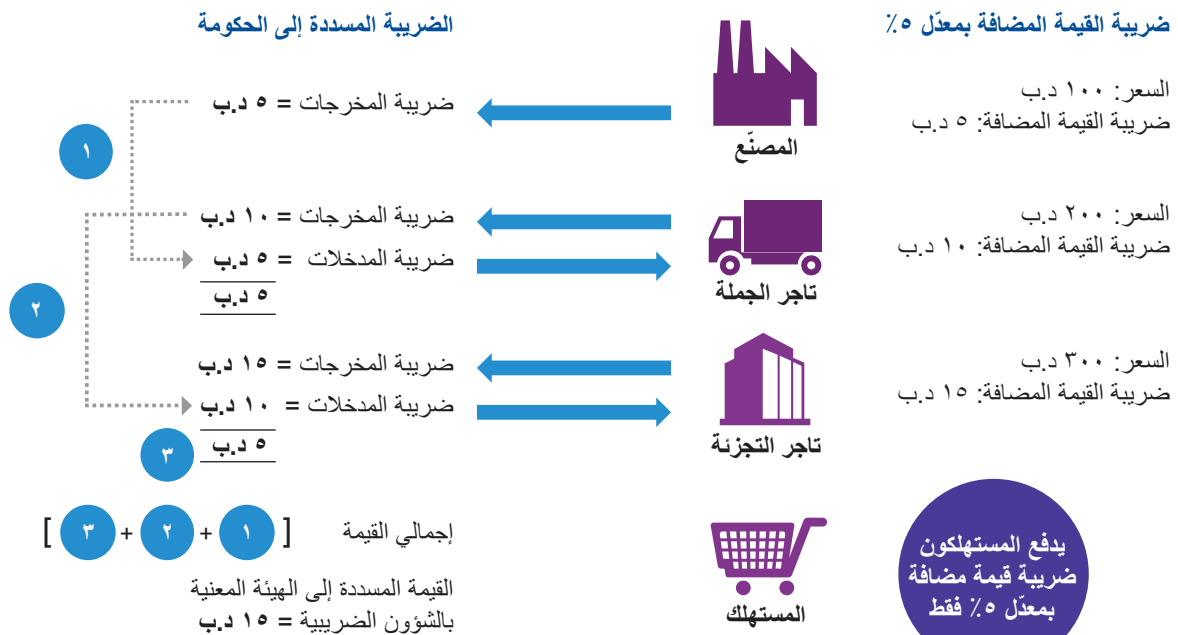 ضريبة القيمة المضافة بمعدّل ٥٪
الضريبة المسددة إلى الحكومة
السعر: ١٠٠ د.ب
ضريبة القيمة المضافة: ٥ د.ب
المصنّع
ضريبة المخرجات = ٥ د.ب
١
السعر: ٢٠٠ د.ب
ضريبة القيمة المضافة: ١٠ د.ب
تاجر الجملة
ضريبة المخرجات = ١٠ د.ب
ضريبة المدخلات = ٥ د.ب
٥ د.ب
٢
السعر: ٣٠٠ د.ب
ضريبة القيمة المضافة: ١٥ د.ب
تاجر التجزئة
ضريبة المخرجات = ١٥ د.ب
ضريبة المدخلات = ١٠ د.ب
٥ د.ب
٣
يدفع المستهلكون
ضريبة قيمة مضافة
بمعدّل ٥٪ فقط
المستهلك
إجمالي القيمة [ ١ + ٢ + ٣ ]
القيمة المسددة إلى الهيئة المعنية
بالشؤون الضريبية = ١٥ د.ب